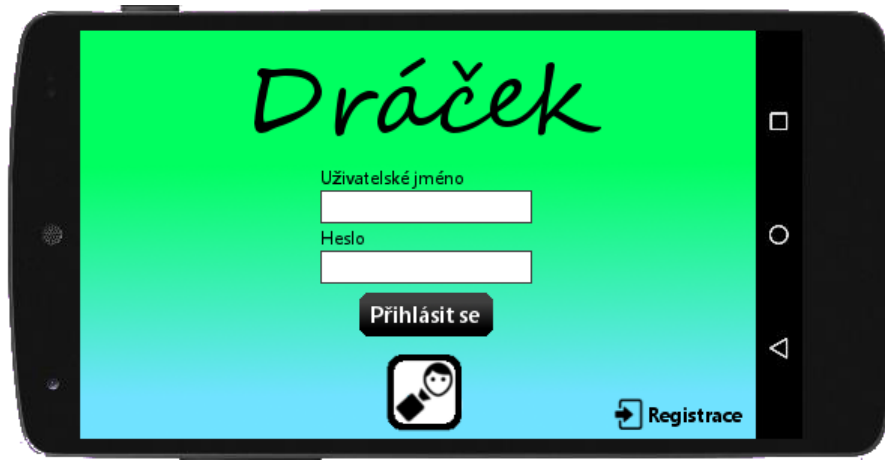 Dráček
Uživatelské jméno
Heslo
Přihlásit se
Registrace